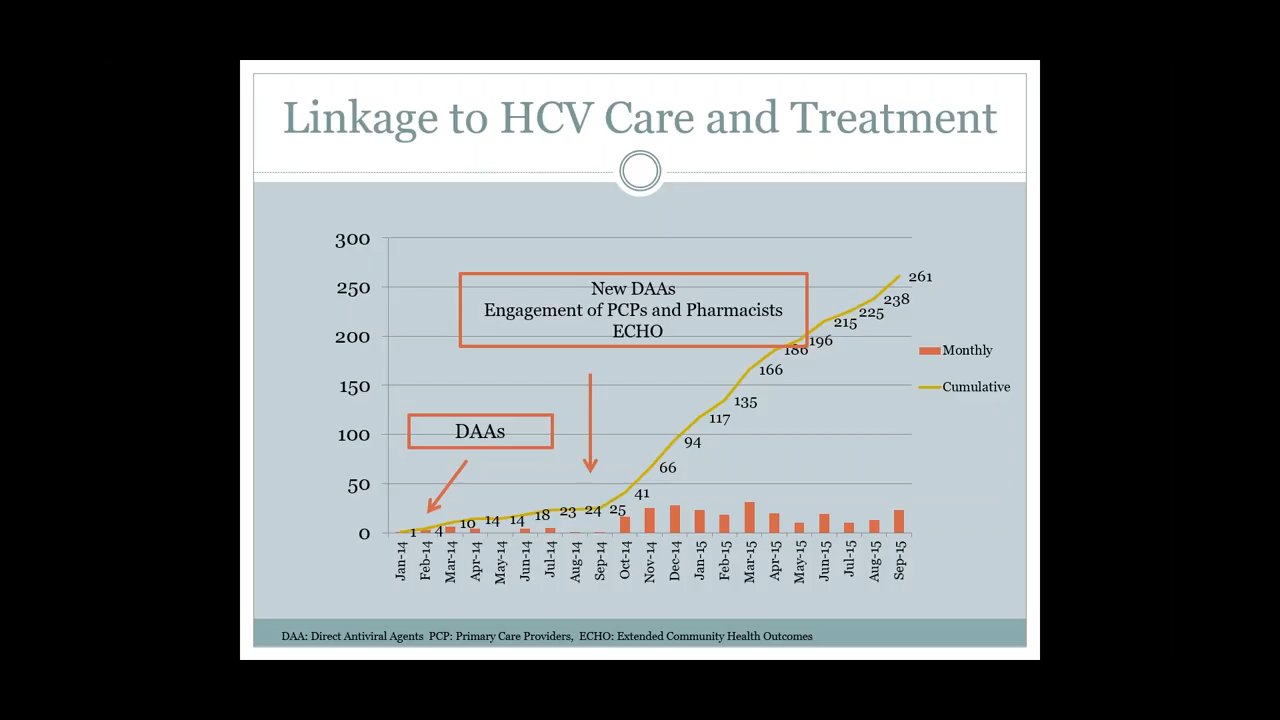 Linkage to HCV Care and Treatment
300
250
200
150
100
50
0
New DAAs
Engagement of PCPs and Pharmacists
ECHO
DAAs
1
4
10
14
14
18
23
24
25
41
66
94
117
135
166
186
196
215
225
238
261
Jan-14
Feb-14
Mar-14
Apr-14
May-14
Jun-14
Jul-14
Aug-14
Sep-14
Oct-14
Nov-14
Dec-14
Jan-15
Feb-15
Mar-15
Apr-15
May-15
Jun-15
Jul-15
Aug-15
Sep-15
Monthly
Cumulative
DAA: Direct Antiviral Agents PCP: Primary Care Providers, ECHO: Extended Community Health Outcomes